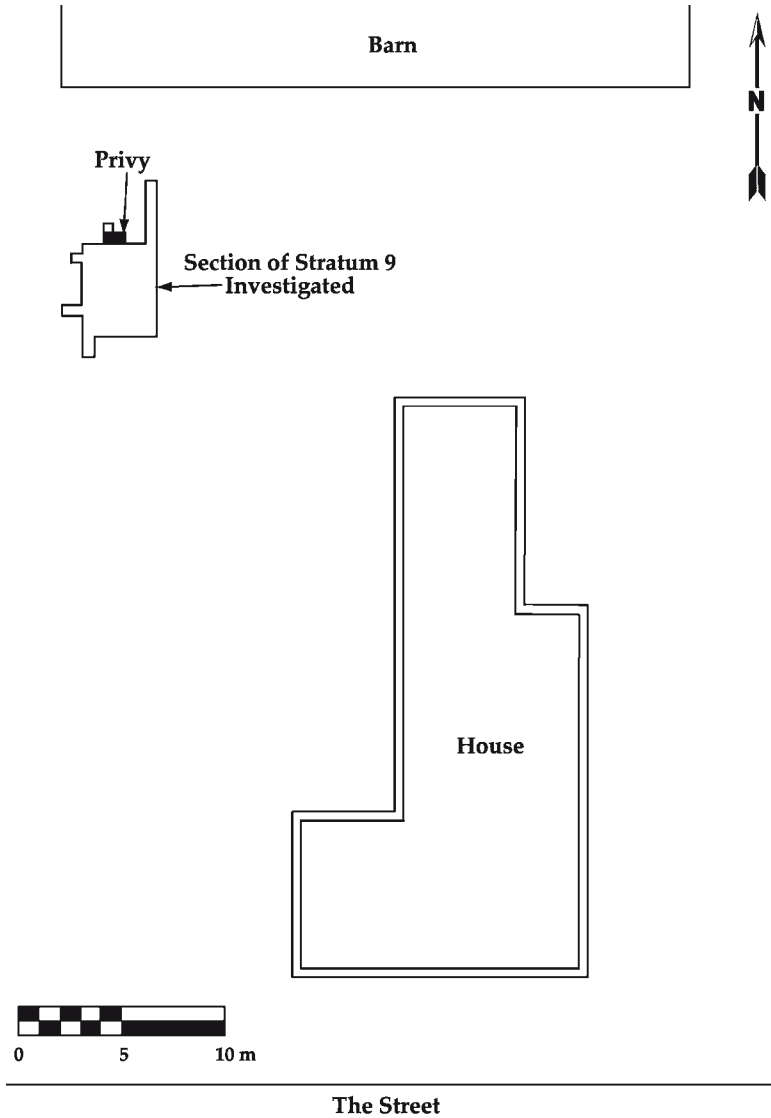 Barn
N
Privy
Section of Stratum 9
Investigated
House
0 5 10 m
The Street